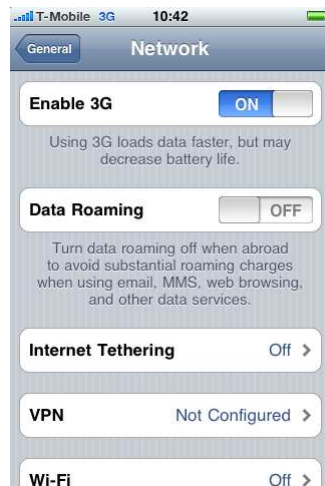 T-Mobile 3G 10:42
General Network
Enable 3G ON
Using 3G loads data faster, but may
decrease battery life.
Data Roaming OFF
Turn data roaming off when abroad
to avoid substantial roaming charges
when using email, MMS, web browsing,
and other data services.
Internet Tethering Off
VPN Not Configured
Wi-Fi Off